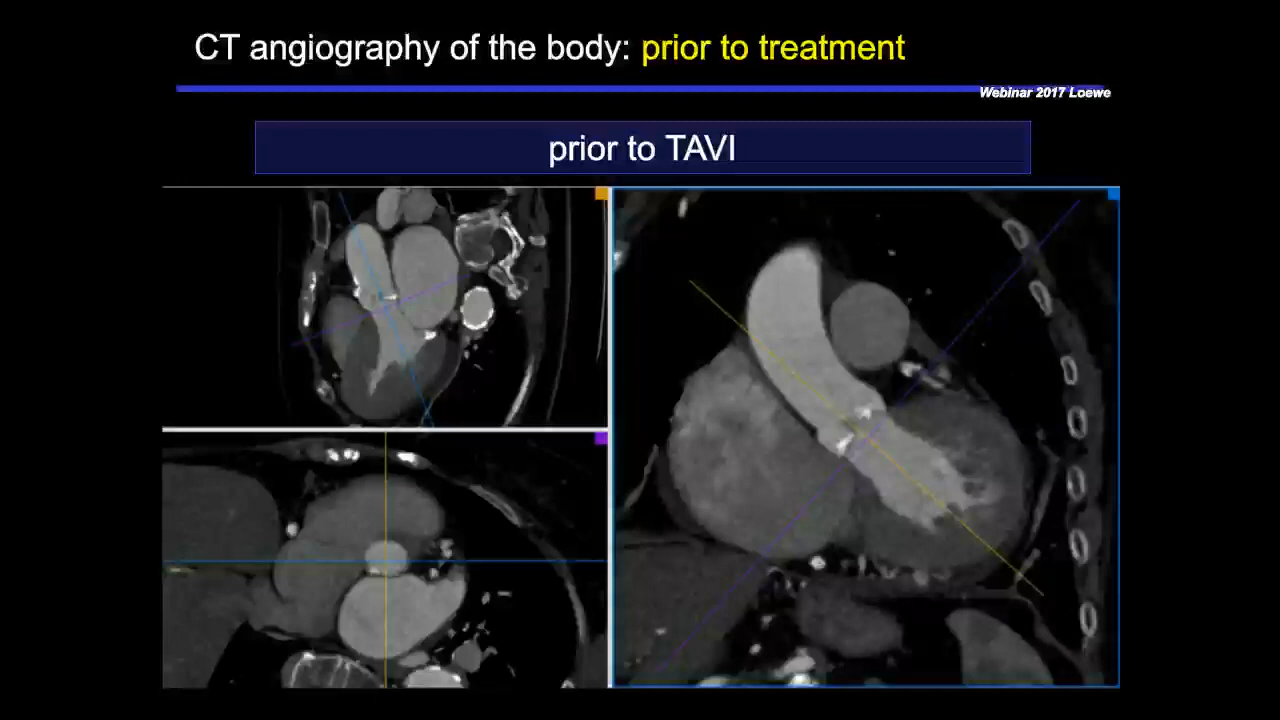 CT angiography of the body: prior to treatment
Webinar 2017 Loewe
prior to TAVI